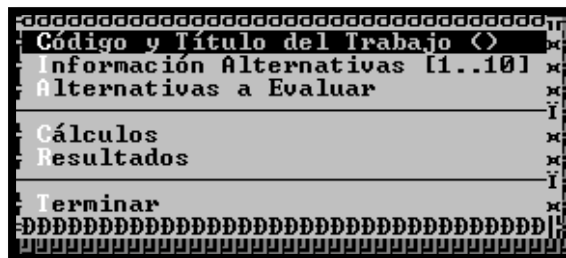 Código y Título del Trabajo <>
Información Alternativas [1..10]
Alternativas a Evaluar
Cálculos
Resultados
Terminar